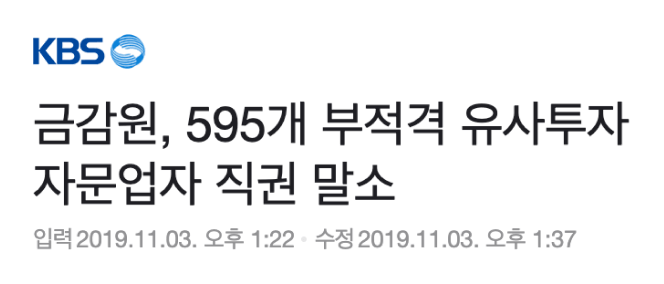 KBS
금감원, 595개 부적격 유사투자
자문업자 직권 말소
입력 2019.11.03. 오후 1:22 · 수정 2019.11.03. 오후 1:37